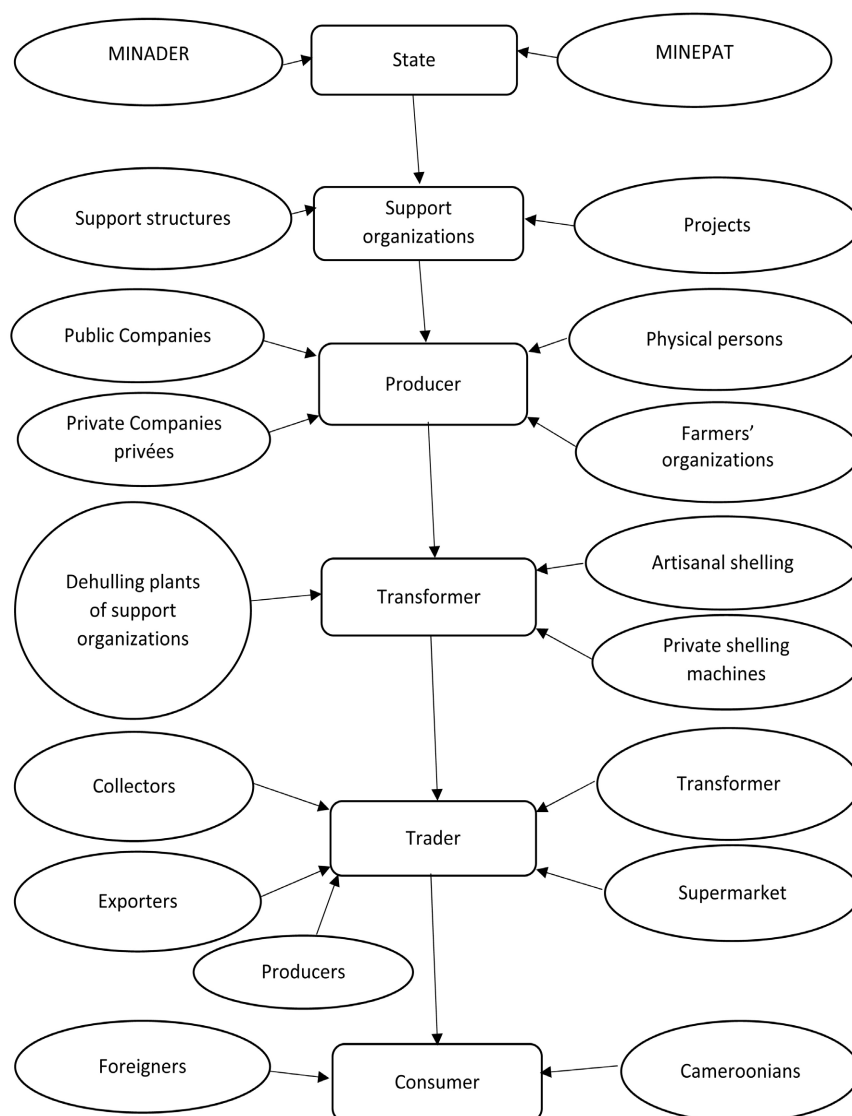 MINADER
State
MINEPAT
Support structures
Support
organizations
Projects
Public Companies
Physical persons
Producer
Private Companies
privées
Farmers’
organizations
Dehulling plants
of support
organizations
Transformer
Artisanal shelling
Private shelling
machines
Collectors
Transformer
Trader
Exporters
Supermarket
Producers
Foreigners
Consumer
Cameroonians